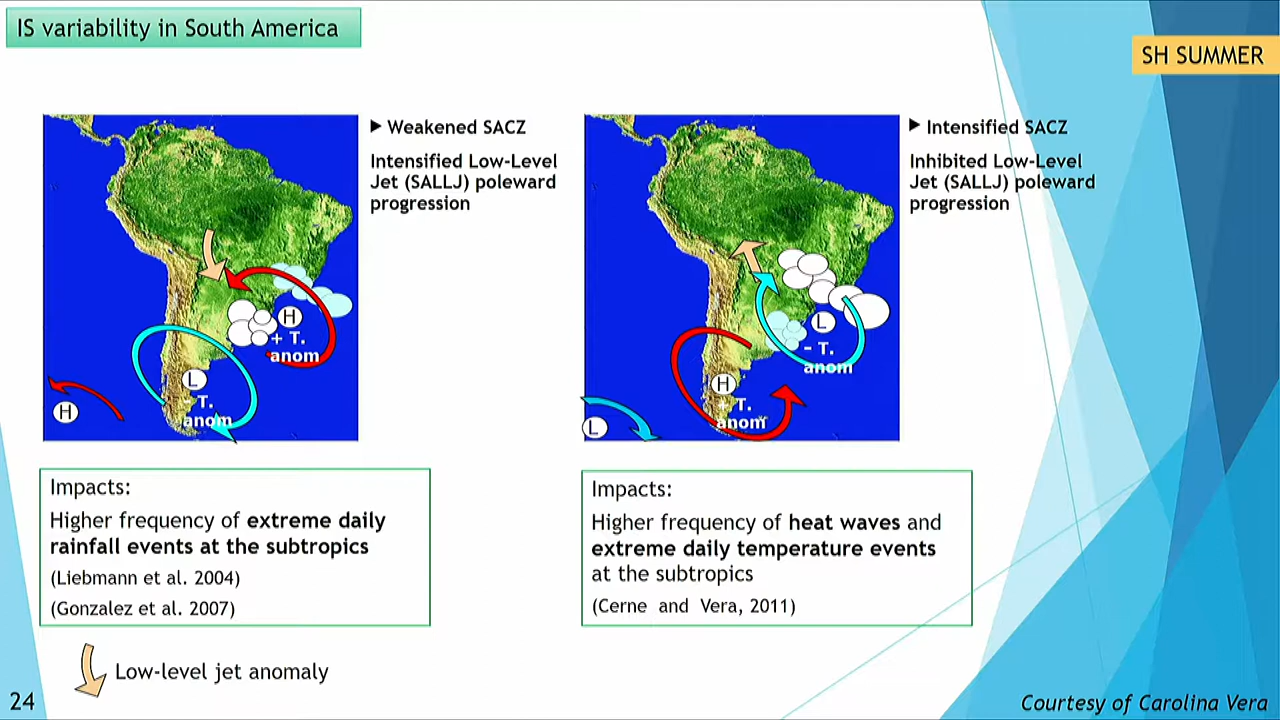 IS variability in South America
SH SUMMER
Weakened SACZ
Intensified Low-Level
Jet (SALLJ) poleward
progression
H
+ T.
anom
L
- T.
anom
H
Intensified SACZ
Inhibited Low-Level
Jet (SALLJ) poleward
progression
L
- T.
anom
H
+ T.
anom
L
Impacts:
Higher frequency of extreme daily
rainfall events at the subtropics
(Liebmann et al. 2004)
(Gonzalez et al. 2007)
Impacts:
Higher frequency of heat waves and
extreme daily temperature events
at the subtropics
(Cerne and Vera, 2011)
Low-level jet anomaly
24
Courtesy of Carolina Vera